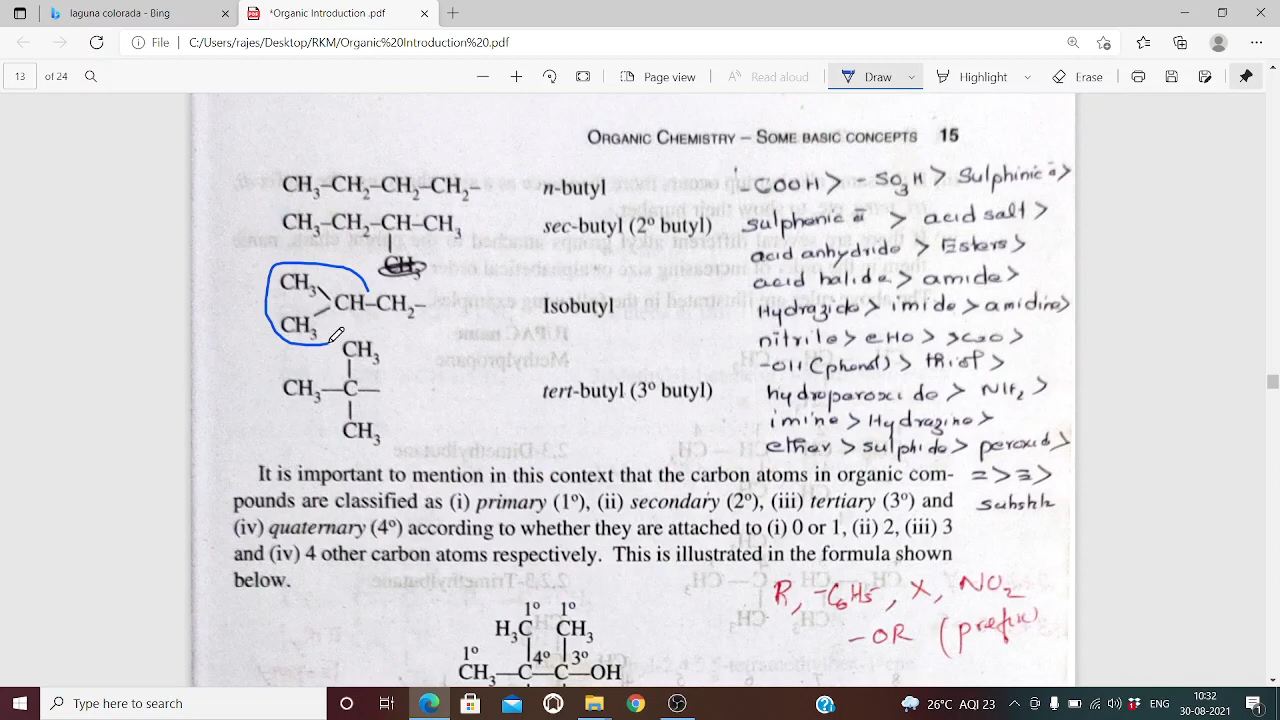 laguna colorada - Bing
*Organic Introduction .pdf
File
C:/Users/rajes/Desktop/RKM/Organic%20Introduction%20.pdf
13 of 24
Page view
Read aloud
Draw
Highlight
Erase
ORGANIC CHEMISTRY – SOME BASIC CONCEPTS 15
CH3–CH2–CH2–CH2– n-butyl
CH3–CH2–CH–CH3 sec-butyl (2° butyl)
CH3
CH3
CH–CH2– Isobutyl
CH3
CH3
CH3—C— tert-butyl (3° butyl)
CH3
-COOH > -SO3H > Sulphinic a >
sulphenic a > acid salt >
acid anhydride > Esters >
acid halide > amide >
Hydrazide > imide > amidine >
nitrile > CHO > >C=O >
-OH (phenol) > thiol >
hydroperoxide > NH2 >
imine > Hydrazine >
ether > sulphide > peroxid >
= > ≡ >
It is important to mention in this context that the carbon atoms in organic com-
pounds are classified as (i) primary (1°), (ii) secondary (2°), (iii) tertiary (3°) and
(iv) quaternary (4°) according to whether they are attached to (i) 0 or 1, (ii) 2, (iii) 3
and (iv) 4 other carbon atoms respectively. This is illustrated in the formula shown
below.
R, -C6H5, X, NO2
-OR (prefix)
1° 1°
H3C CH3
1° 4° 3°
CH3—C—C—OH
Type here to search
26°C AQI 53
ENG
10:32
30-08-2021